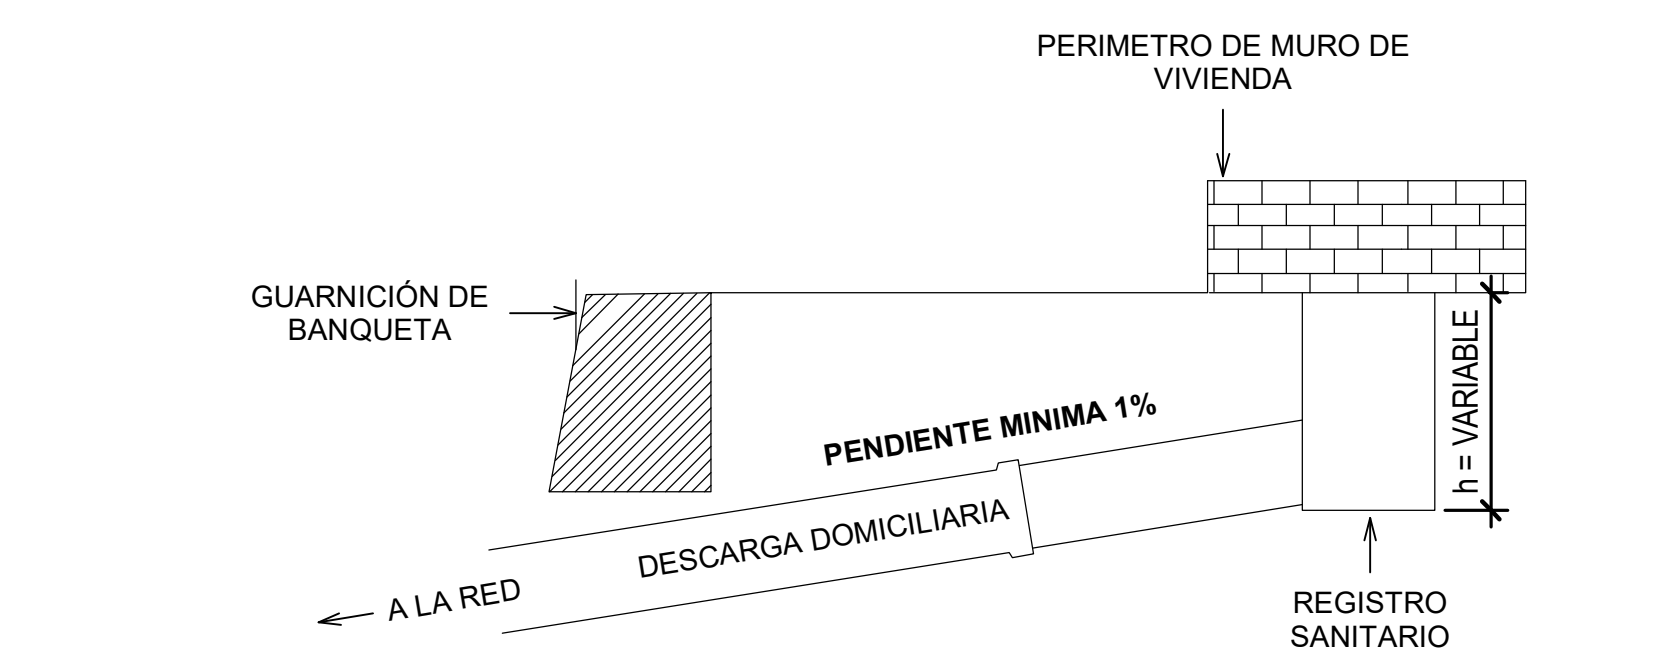 PERIMETRO DE MURO DE
VIVIENDA
GUARNICIÓN DE
BANQUETA
h = VARIABLE
PENDIENTE MINIMA 1%
DESCARGA DOMICILIARIA
A LA RED
REGISTRO
SANITARIO